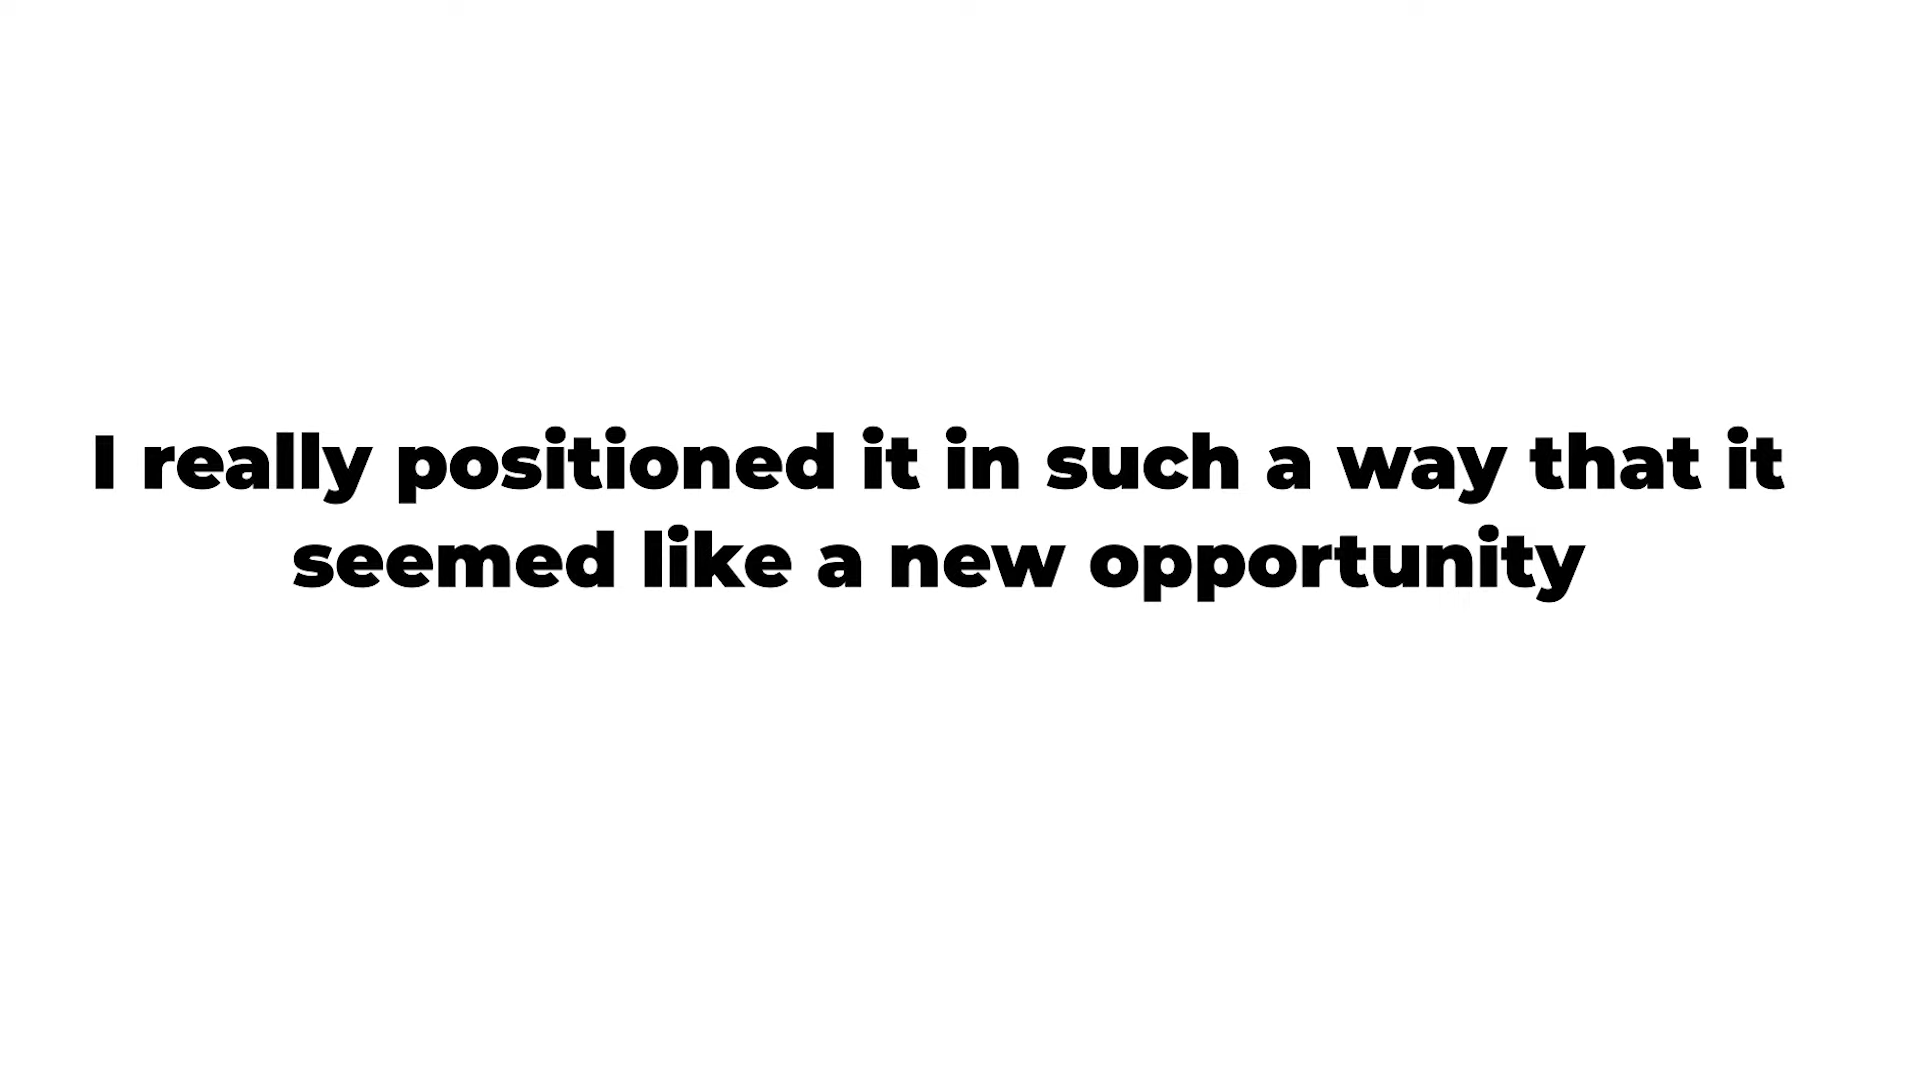 I really positioned it in such a way that it
seemed like a new opportunity